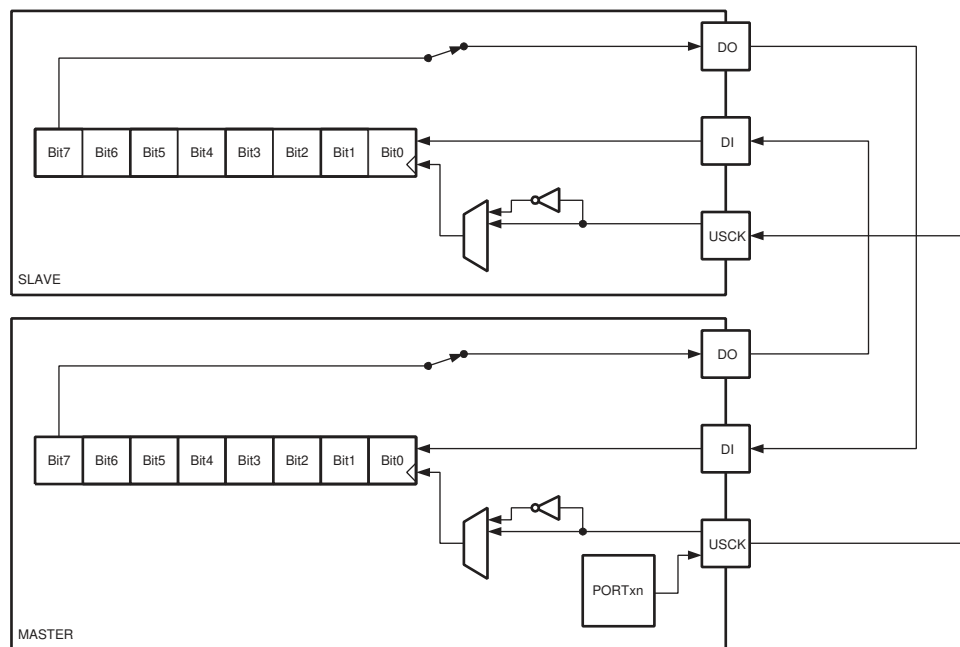 DO
DI
Bit7 Bit6 Bit5 Bit4 Bit3 Bit2 Bit1 Bit0
USCK
SLAVE
DO
DI
Bit7 Bit6 Bit5 Bit4 Bit3 Bit2 Bit1 Bit0
USCK
PORTxn
MASTER